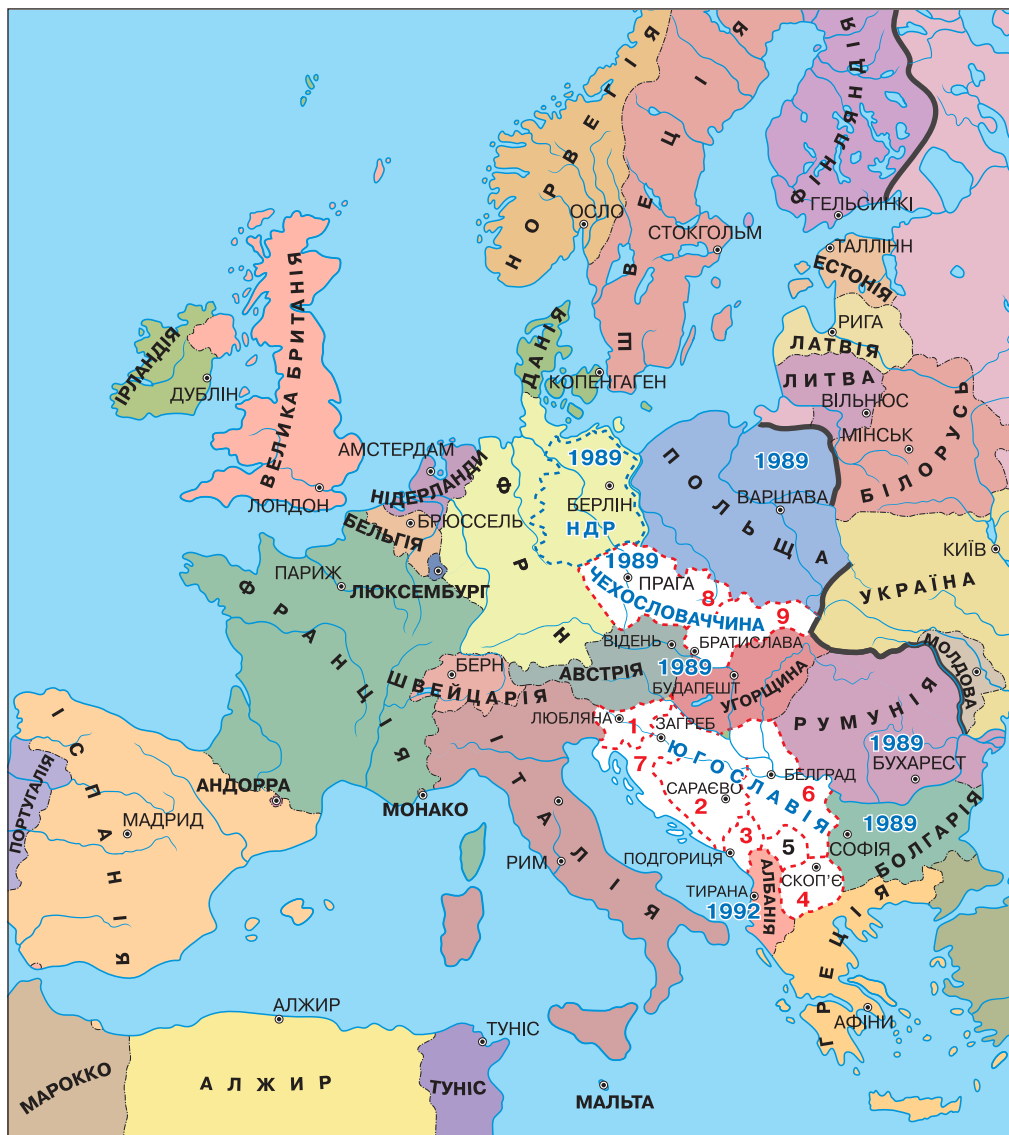 НОРВЕГІЯ
ШВЕЦІЯ
ФІНЛЯНДІЯ
ГЕЛЬСИНКІ
ОСЛО
СТОКГОЛЬМ
ТАЛЛІНН
ЕСТОНІЯ
РИГА
ЛАТВІЯ
ЛИТВА
ВІЛЬНЮС
МІНСЬК
БІЛОРУСЬ
ІРЛАНДІЯ
ДУБЛІН
ВЕЛИКА БРИТАНІЯ
ЛОНДОН
ДАНІЯ
КОПЕНГАГЕН
АМСТЕРДАМ
НІДЕРЛАНДИ
БРЮССЕЛЬ
БЕЛЬГІЯ
ЛЮКСЕМБУРГ
ФРН
1989
БЕРЛІН
НДР
ПОЛЬЩА
1989
ВАРШАВА
КИЇВ
УКРАЇНА
МОЛДОВА
ПАРИЖ
ФРАНЦІЯ
1989
ПРАГА
ЧЕХОСЛОВАЧЧИНА
8
9
БРАТИСЛАВА
ВІДЕНЬ
АВСТРІЯ
1989
БУДАПЕШТ
УГОРЩИНА
БЕРН
ШВЕЙЦАРІЯ
РУМУНІЯ
1989
БУХАРЕСТ
ЛЮБЛЯНА
1
ЗАГРЕБ
7
ЮГОСЛАВІЯ
БЕЛГРАД
САРАЄВО
2
6
3
5
ПОДГОРИЦЯ
СКОП'Є
4
1989
СОФІЯ
БОЛГАРІЯ
ТИРАНА
1992
АЛБАНІЯ
ГРЕЦІЯ
АФІНИ
ІТАЛІЯ
РИМ
МОНАКО
АНДОРРА
ІСПАНІЯ
МАДРИД
ПОРТУГАЛІЯ
МАРОККО
АЛЖИР
АЛЖИР
ТУНІС
ТУНІС
МАЛЬТА